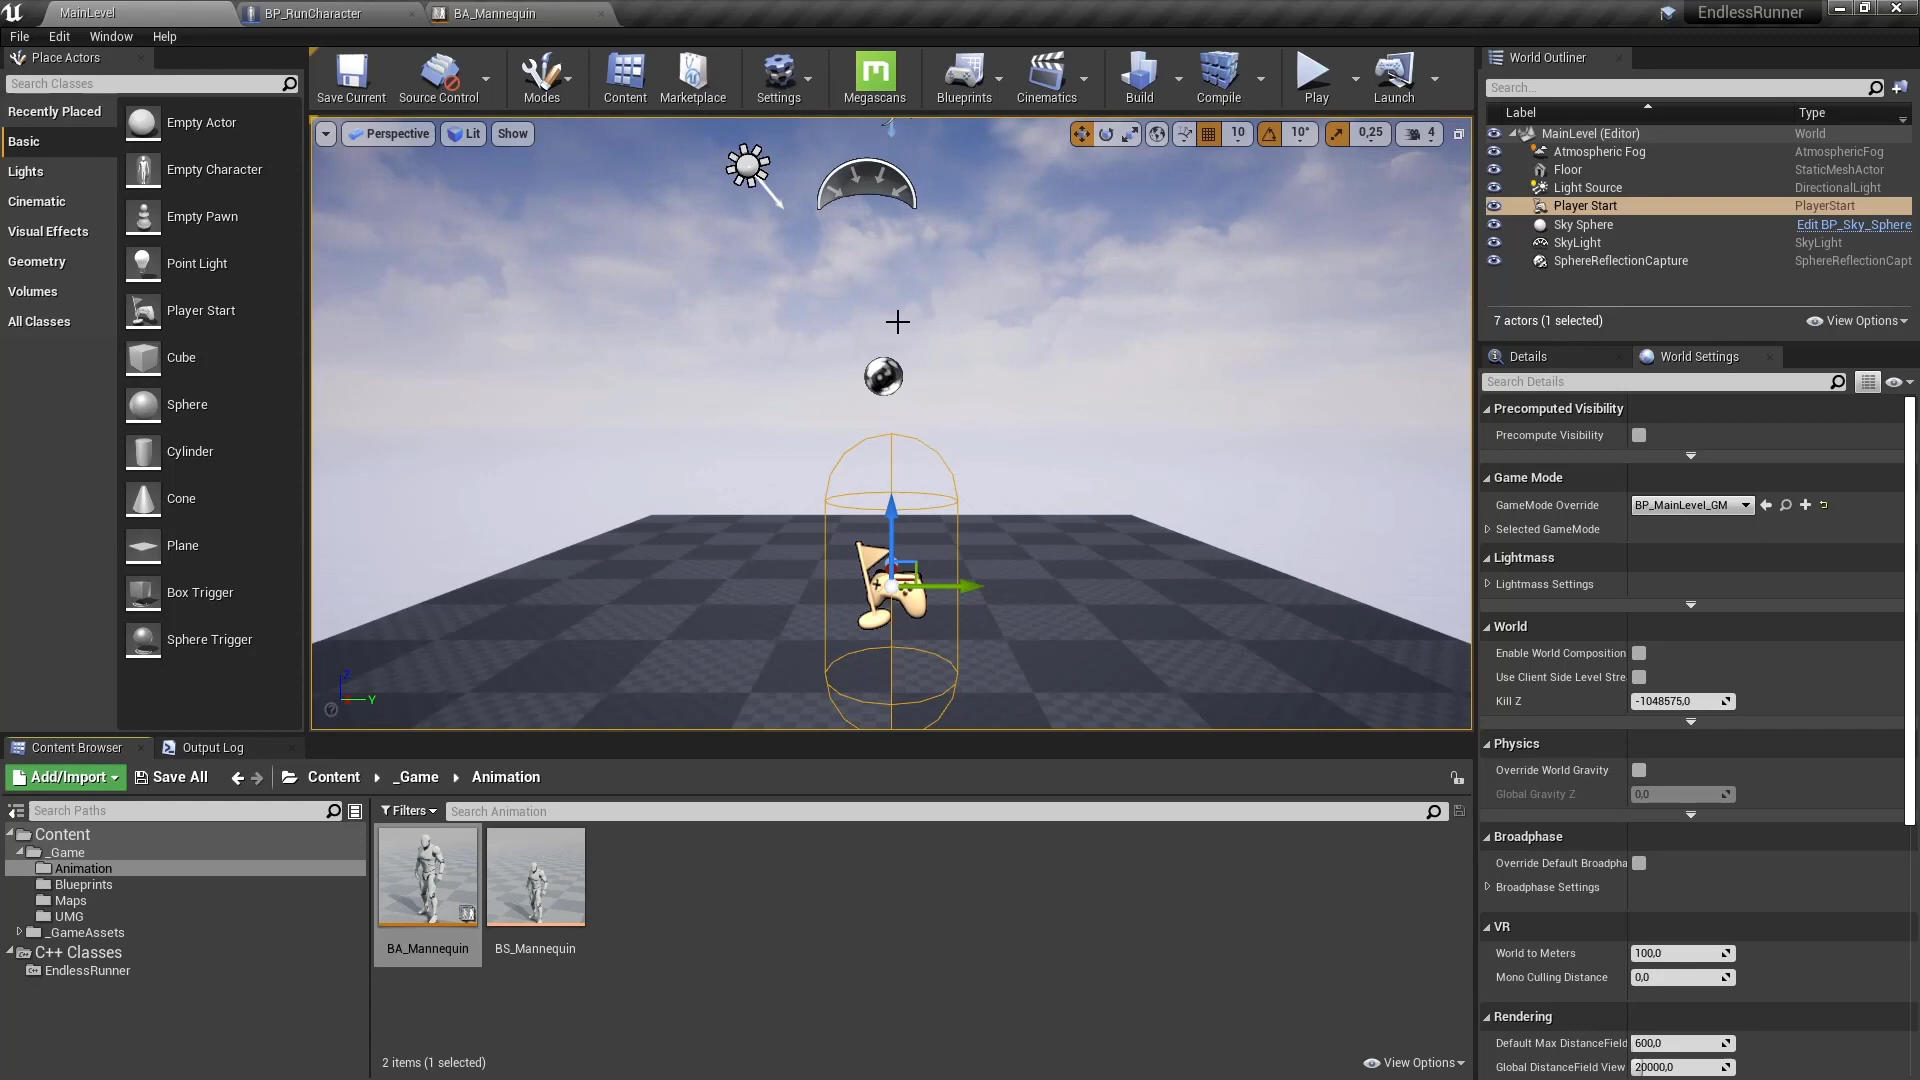 MainLevel
BP_RunCharacter
BA_Mannequin
EndlessRunner
File Edit Window Help
Place Actors
Search Classes
Recently Placed
Basic
Lights
Cinematic
Visual Effects
Geometry
Volumes
All Classes
Empty Actor
Empty Character
Empty Pawn
Point Light
Player Start
Cube
Sphere
Cylinder
Cone
Plane
Box Trigger
Sphere Trigger
Save Current
Source Control
Modes
Content
Marketplace
Settings
Megascans
Blueprints
Cinematics
Build
Compile
Play
Launch
Perspective
Lit
Show
10
10°
0,25
4
Z
Y
World Outliner
Search...
Label Type
MainLevel (Editor) World
Atmospheric Fog AtmosphericFog
Floor StaticMeshActor
Light Source DirectionalLight
Player Start PlayerStart
Sky Sphere Edit BP_Sky_Sphere
SkyLight SkyLight
SphereReflectionCapture SphereReflectionCapt
7 actors (1 selected)
View Options
Details
World Settings
Search Details
Precomputed Visibility
Precompute Visibility
Game Mode
GameMode Override BP_MainLevel_GM
Selected GameMode
Lightmass
Lightmass Settings
World
Enable World Composition
Use Client Side Level Stre
Kill Z -1048575,0
Physics
Override World Gravity
Global Gravity Z 0,0
Broadphase
Override Default Broadpha
Broadphase Settings
VR
World to Meters 100,0
Mono Culling Distance 0,0
Rendering
Default Max DistanceField 600,0
Global DistanceField View 20000,0
Content Browser
Output Log
Add/Import
Save All
Content
_Game
Animation
Search Paths
Content
_Game
Animation
Blueprints
Maps
UMG
_GameAssets
C++ Classes
EndlessRunner
Filters
Search Animation
BA_Mannequin
BS_Mannequin
2 items (1 selected)
View Options